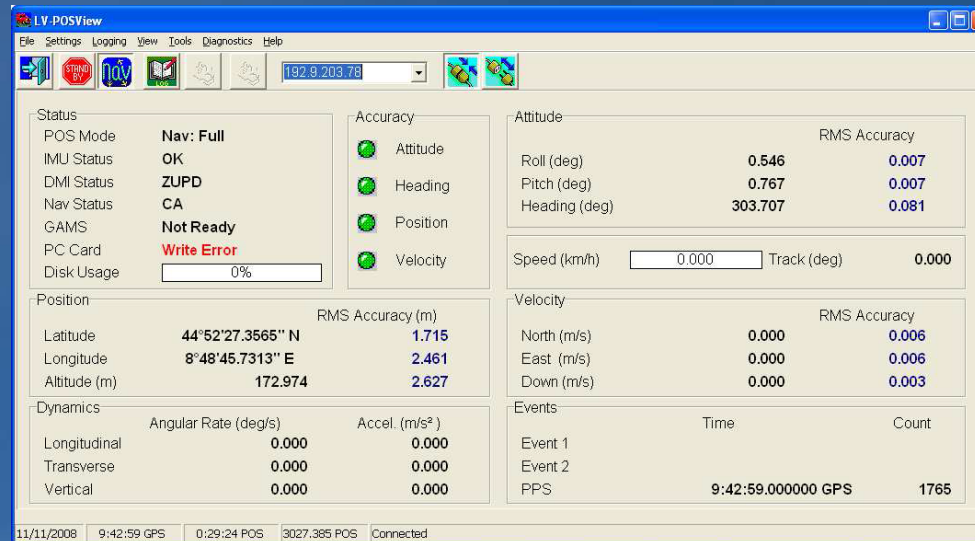 LV-POSView
File Settings Logging View Tools Diagnostics Help
STAND BY nav LOG 192.9.203.78
Status
POS Mode Nav: Full
IMU Status OK
DMI Status ZUPD
Nav Status CA
GAMS Not Ready
PC Card Write Error
Disk Usage 0%
Accuracy
Attitude
Heading
Position
Velocity
Attitude
RMS Accuracy
Roll (deg) 0.546 0.007
Pitch (deg) 0.767 0.007
Heading (deg) 303.707 0.081
Speed (km/h) 0.000 Track (deg) 0.000
Position
RMS Accuracy (m)
Latitude 44°52'27.3565" N 1.715
Longitude 8°48'45.7313" E 2.461
Altitude (m) 172.974 2.627
Velocity
RMS Accuracy
North (m/s) 0.000 0.006
East (m/s) 0.000 0.006
Down (m/s) 0.000 0.003
Dynamics
Angular Rate (deg/s) Accel. (m/s²)
Longitudinal 0.000 0.000
Transverse 0.000 0.000
Vertical 0.000 0.000
Events
Time Count
Event 1
Event 2
PPS 9:42:59.000000 GPS 1765
11/11/2008 9:42:59 GPS 0:29:24 POS 3027.385 POS Connected